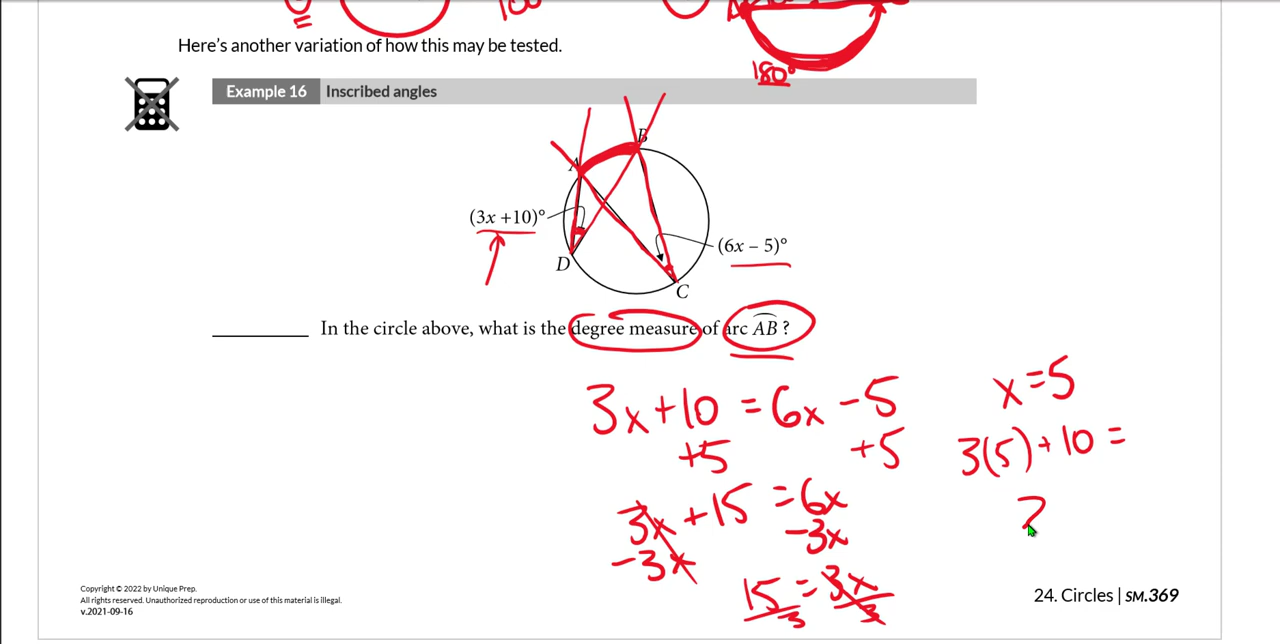 100
180°
Here's another variation of how this may be tested.
Example 16 Inscribed angles
A
B
(3x +10)°
(6x – 5)°
D
C
________ In the circle above, what is the degree measure of arc AB ?
3x + 10 = 6x - 5
+5 +5
3x + 15 = 6x
-3x -3x
15 = 3x
3 3
x = 5
3(5) + 10 =
2
Copyright © 2022 by Unique Prep.
All rights reserved. Unauthorized reproduction or use of this material is illegal.
v.2021-09-16
24. Circles | SM.369